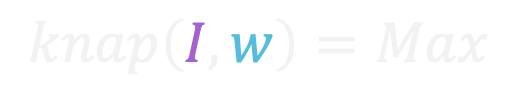 knap(I,w) = Max